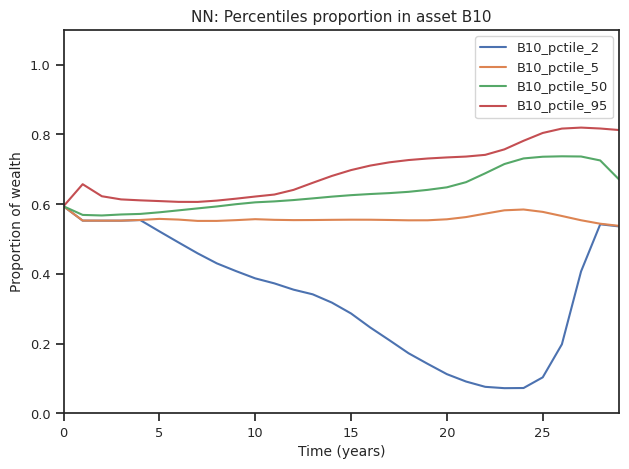 NN: Percentiles proportion in asset B10
B10_pctile_2
B10_pctile_5
B10_pctile_50
B10_pctile_95
Proportion of wealth
1.0
0.8
0.6
0.4
0.2
0.0
0 5 10 15 20 25
Time (years)